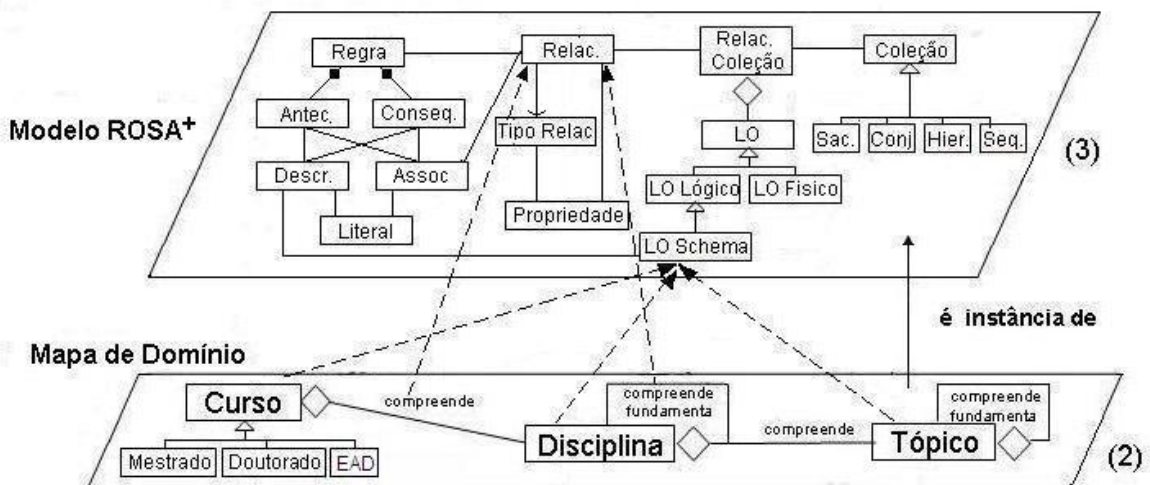 Regra
Relac.
Relac.
Coleção
Coleção
Modelo ROSA+
Antec.
Conseq.
Tipo Relac
LO
Sac.
Conj
Hier.
Seq.
(3)
Descr.
Assoc
LO Lógico
LO Fisico
Literal
Propriedade
LO Schema
é instância de
Mapa de Domínio
Curso
compreende
compreende
fundamenta
compreende
compreende
fundamenta
Disciplina
Tópico
Mestrado
Doutorado
EAD
(2)